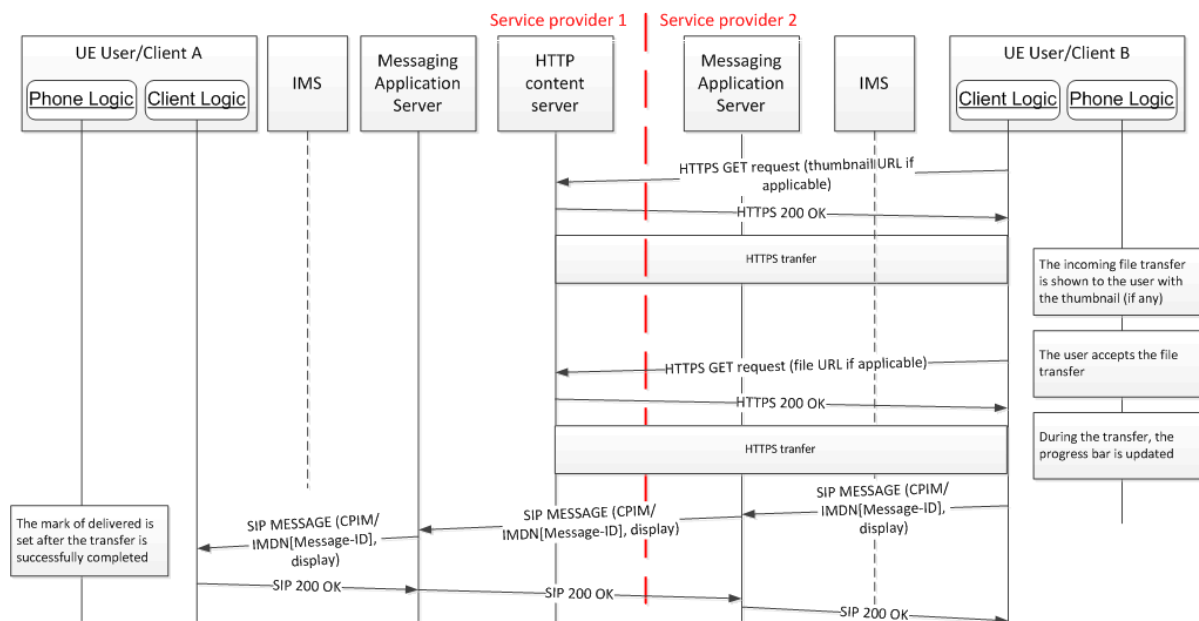 Service provider 1
Service provider 2
UE User/Client A
Phone Logic
Client Logic
IMS
Messaging
Application
Server
HTTP
content
server
Messaging
Application
Server
IMS
UE User/Client B
Client Logic
Phone Logic
HTTPS GET request (thumbnail URL if
applicable)
HTTPS 200 OK
HTTPS tranfer
The incoming file transfer
is shown to the user with
the thumbnail (if any)
The user accepts the file
transfer
HTTPS GET request (file URL if applicable)
HTTPS 200 OK
HTTPS tranfer
During the transfer, the
progress bar is updated
SIP MESSAGE (CPIM/
IMDN[Message-ID],
display)
SIP MESSAGE (CPIM/
IMDN[Message-ID], display)
SIP MESSAGE (CPIM/
IMDN[Message-ID],
display)
The mark of delivered is
set after the transfer is
successfully completed
SIP 200 OK
SIP 200 OK
SIP 200 OK